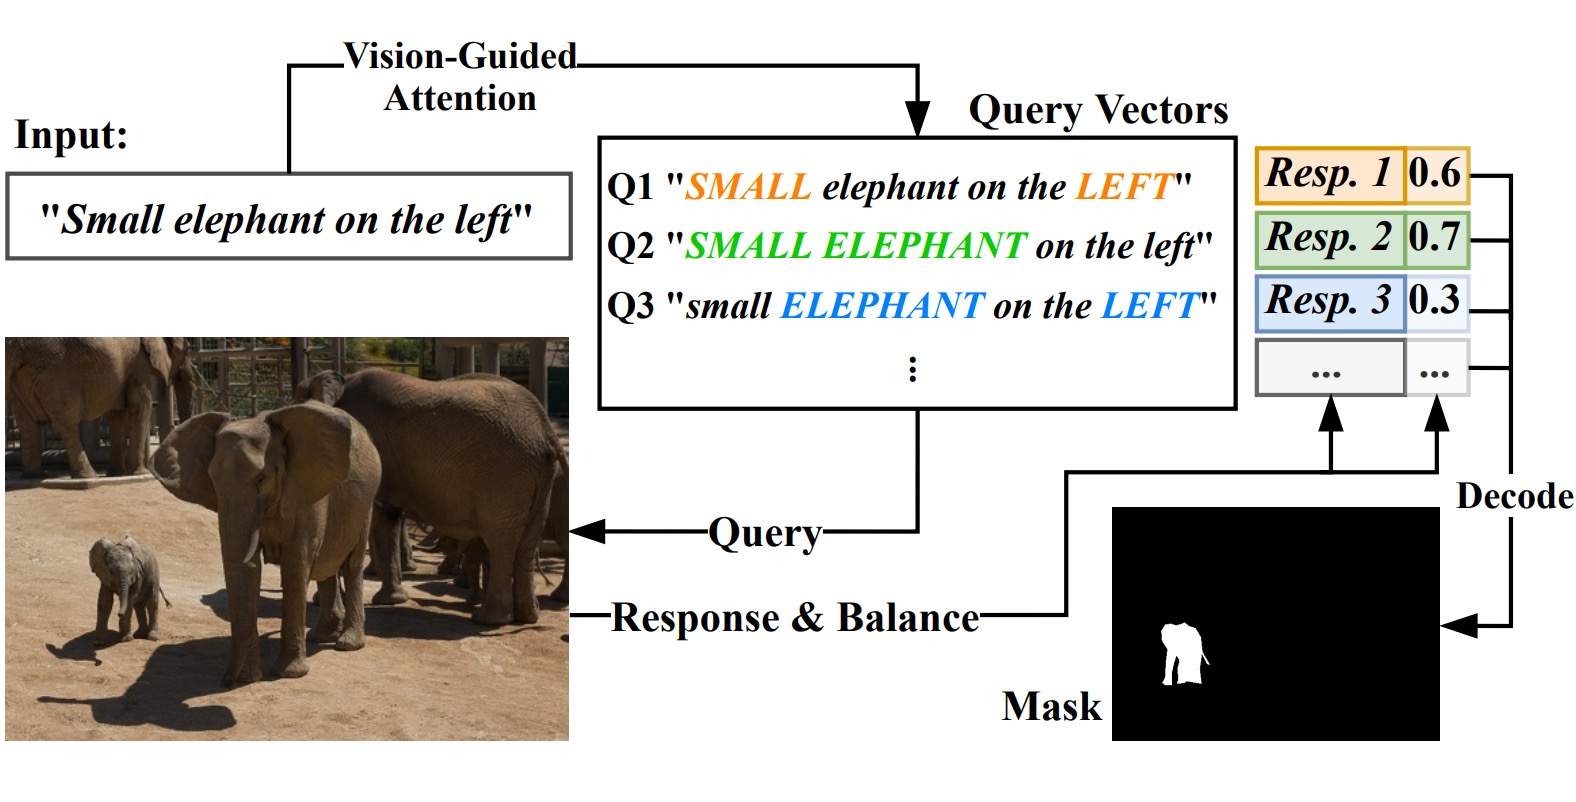 Vision-Guided
Attention
Input:
"Small elephant on the left"
Query Vectors
Q1 "SMALL elephant on the LEFT"
Q2 "SMALL ELEPHANT on the left"
Q3 "small ELEPHANT on the LEFT"
⋮
Resp. 1 0.6
Resp. 2 0.7
Resp. 3 0.3
... ...
Decode
Query
Response & Balance
Mask